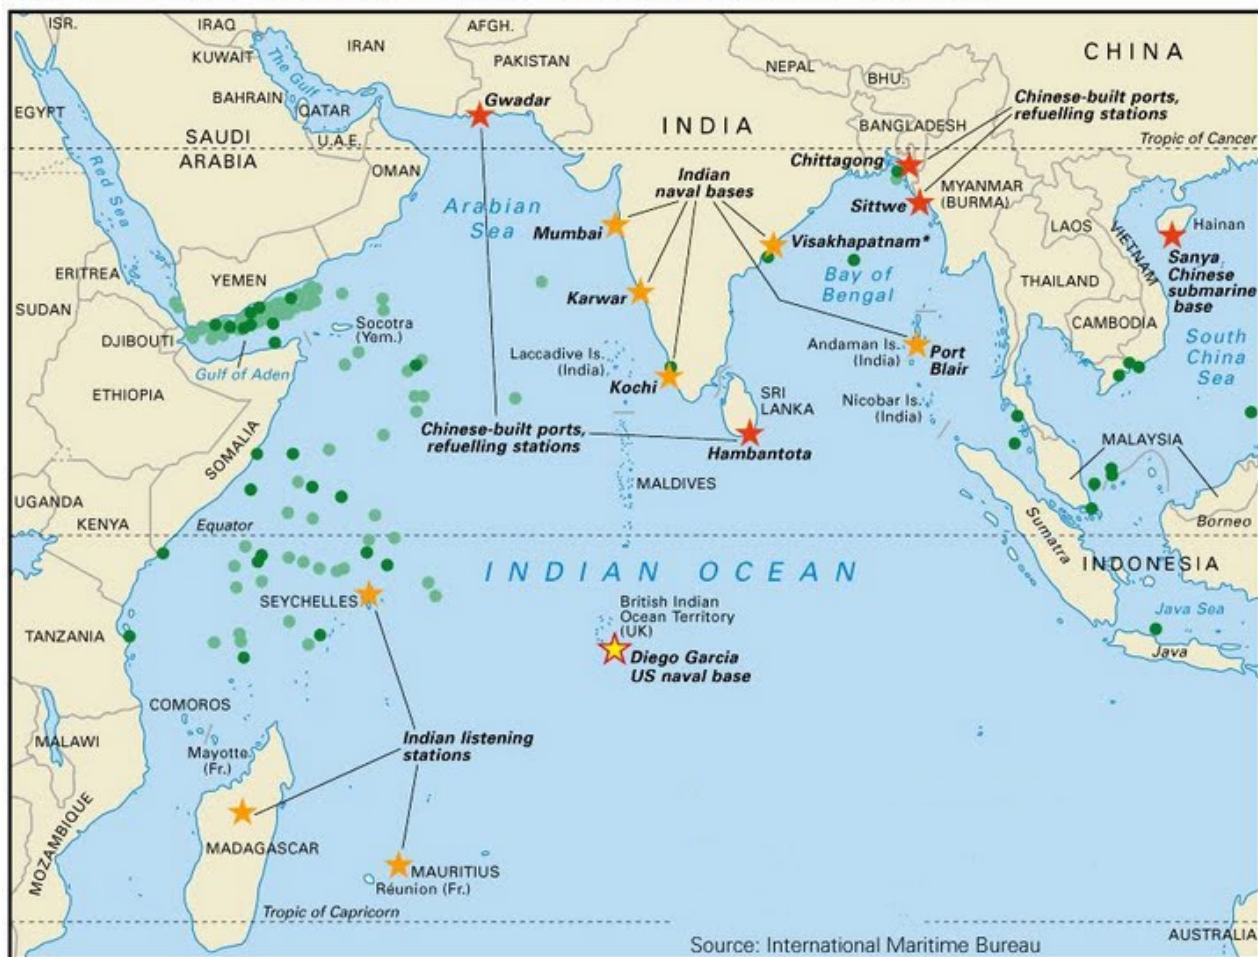 ISR.
IRAQ
KUWAIT
IRAN
AFGH.
PAKISTAN
NEPAL
BHU.
CHINA
The Gulf
EGYPT
BAHRAIN
QATAR
U.A.E.
SAUDI
ARABIA
OMAN
Red Sea
Gwadar
INDIA
BANGLADESH
Chinese-built ports,
refuelling stations
Tropic of Cancer
Chittagong
Sittwe
MYANMAR
(BURMA)
LAOS
VIETNAM
Hainan
Sanya
Chinese
submarine
base
Indian
naval bases
Arabian
Sea
Mumbai
Visakhapatnam*
Bay of
Bengal
Karwar
THAILAND
CAMBODIA
South
China
Sea
ERITREA
YEMEN
SUDAN
DJIBOUTI
Socotra
(Yem.)
Gulf of Aden
ETHIOPIA
Laccadive Is.
(India)
Kochi
SRI
LANKA
Andaman Is.
(India)
Port
Blair
Nicobar Is.
(India)
Chinese-built ports,
refuelling stations
Hambantota
MALDIVES
MALAYSIA
SOMALIA
UGANDA
KENYA
Equator
Sumatra
Borneo
INDIAN OCEAN
INDONESIA
SEYCHELLES
British Indian
Ocean Territory
(UK)
Diego Garcia
US naval base
Java Sea
Java
TANZANIA
COMOROS
Mayotte
(Fr.)
MALAWI
Indian listening
stations
MOZAMBIQUE
MADAGASCAR
MAURITIUS
Réunion (Fr.)
Tropic of Capricorn
AUSTRALIA
Source: International Maritime Bureau